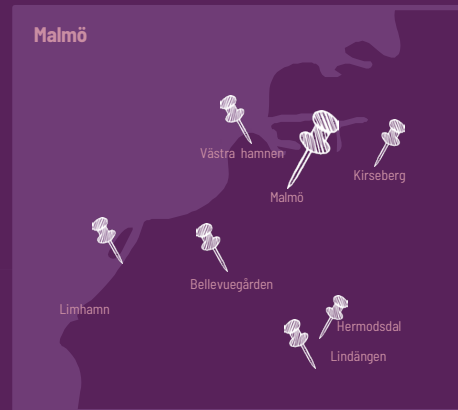 Malmö
Västra hamnen
Kirseberg
Malmö
Bellevuegården
Limhamn
Hermodsdal
Lindängen